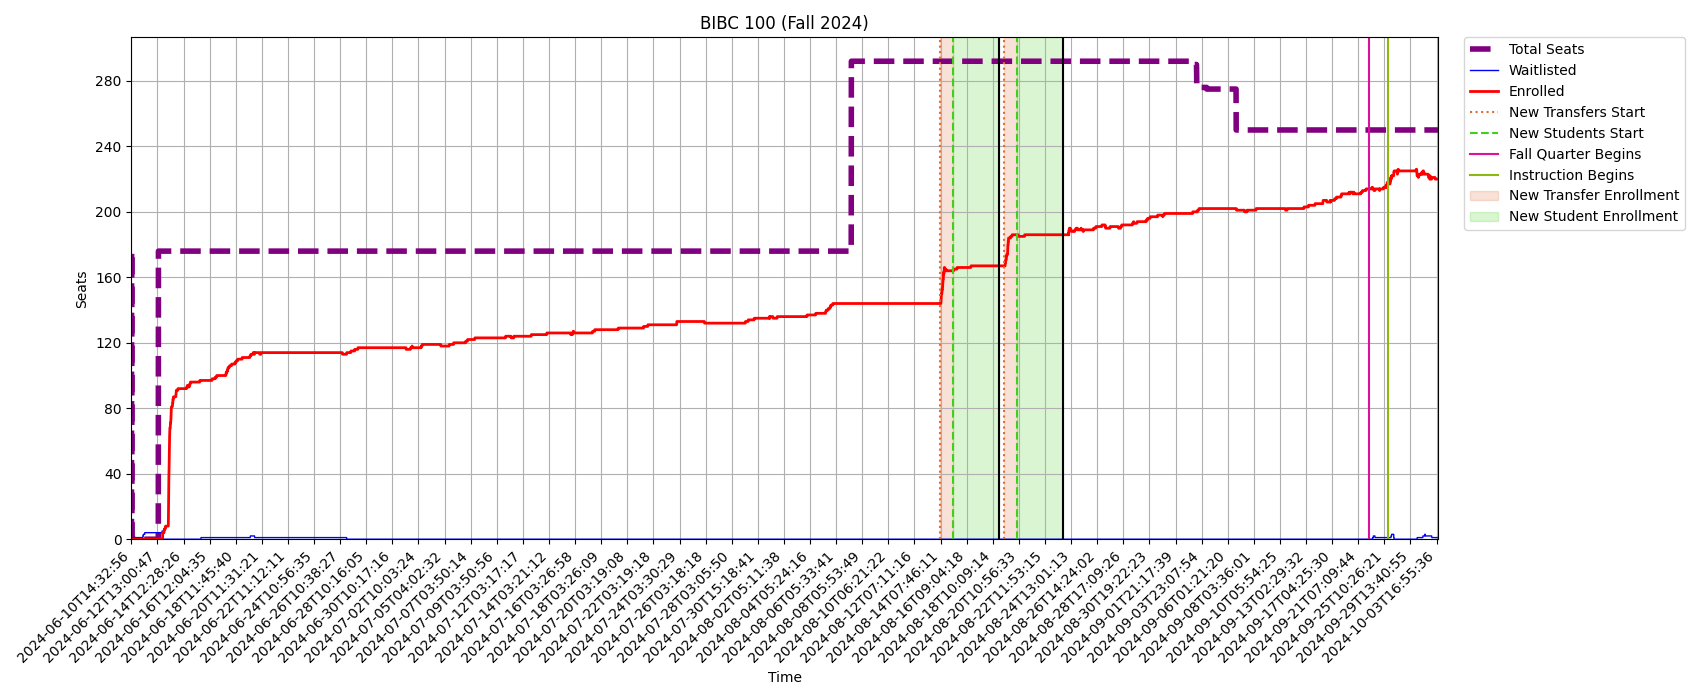 BIBC 100 (Fall 2024)
Total Seats
Waitlisted
Enrolled
New Transfers Start
New Students Start
Fall Quarter Begins
Instruction Begins
New Transfer Enrollment
New Student Enrollment
280
240
200
160
120
80
40
0
Seats
2024-06-10T14:32:56
2024-06-12T13:00:47
2024-06-14T12:28:26
2024-06-16T12:04:35
2024-06-18T11:45:40
2024-06-20T11:31:21
2024-06-22T11:12:11
2024-06-24T10:56:35
2024-06-26T10:38:27
2024-06-28T10:16:05
2024-06-30T10:17:16
2024-07-02T10:03:24
2024-07-05T04:02:32
2024-07-07T03:50:14
2024-07-09T03:50:56
2024-07-12T03:17:17
2024-07-14T03:21:12
2024-07-16T03:26:58
2024-07-18T03:26:09
2024-07-20T03:19:08
2024-07-22T03:19:18
2024-07-24T03:30:29
2024-07-26T03:18:18
2024-07-28T03:05:50
2024-07-30T15:18:41
2024-08-02T05:11:38
2024-08-04T05:24:16
2024-08-06T05:33:41
2024-08-08T05:53:49
2024-08-10T06:21:22
2024-08-12T07:11:16
2024-08-14T07:46:11
2024-08-16T09:04:18
2024-08-18T10:09:14
2024-08-20T10:56:33
2024-08-22T11:53:15
2024-08-24T13:01:13
2024-08-26T14:24:02
2024-08-28T17:09:26
2024-08-30T19:22:23
2024-09-01T21:17:39
2024-09-03T23:07:54
2024-09-06T01:21:20
2024-09-08T03:36:01
2024-09-10T05:54:25
2024-09-13T02:29:32
2024-09-17T04:25:30
2024-09-21T07:09:44
2024-09-25T10:26:21
2024-09-29T13:40:55
2024-10-03T16:55:36
Time